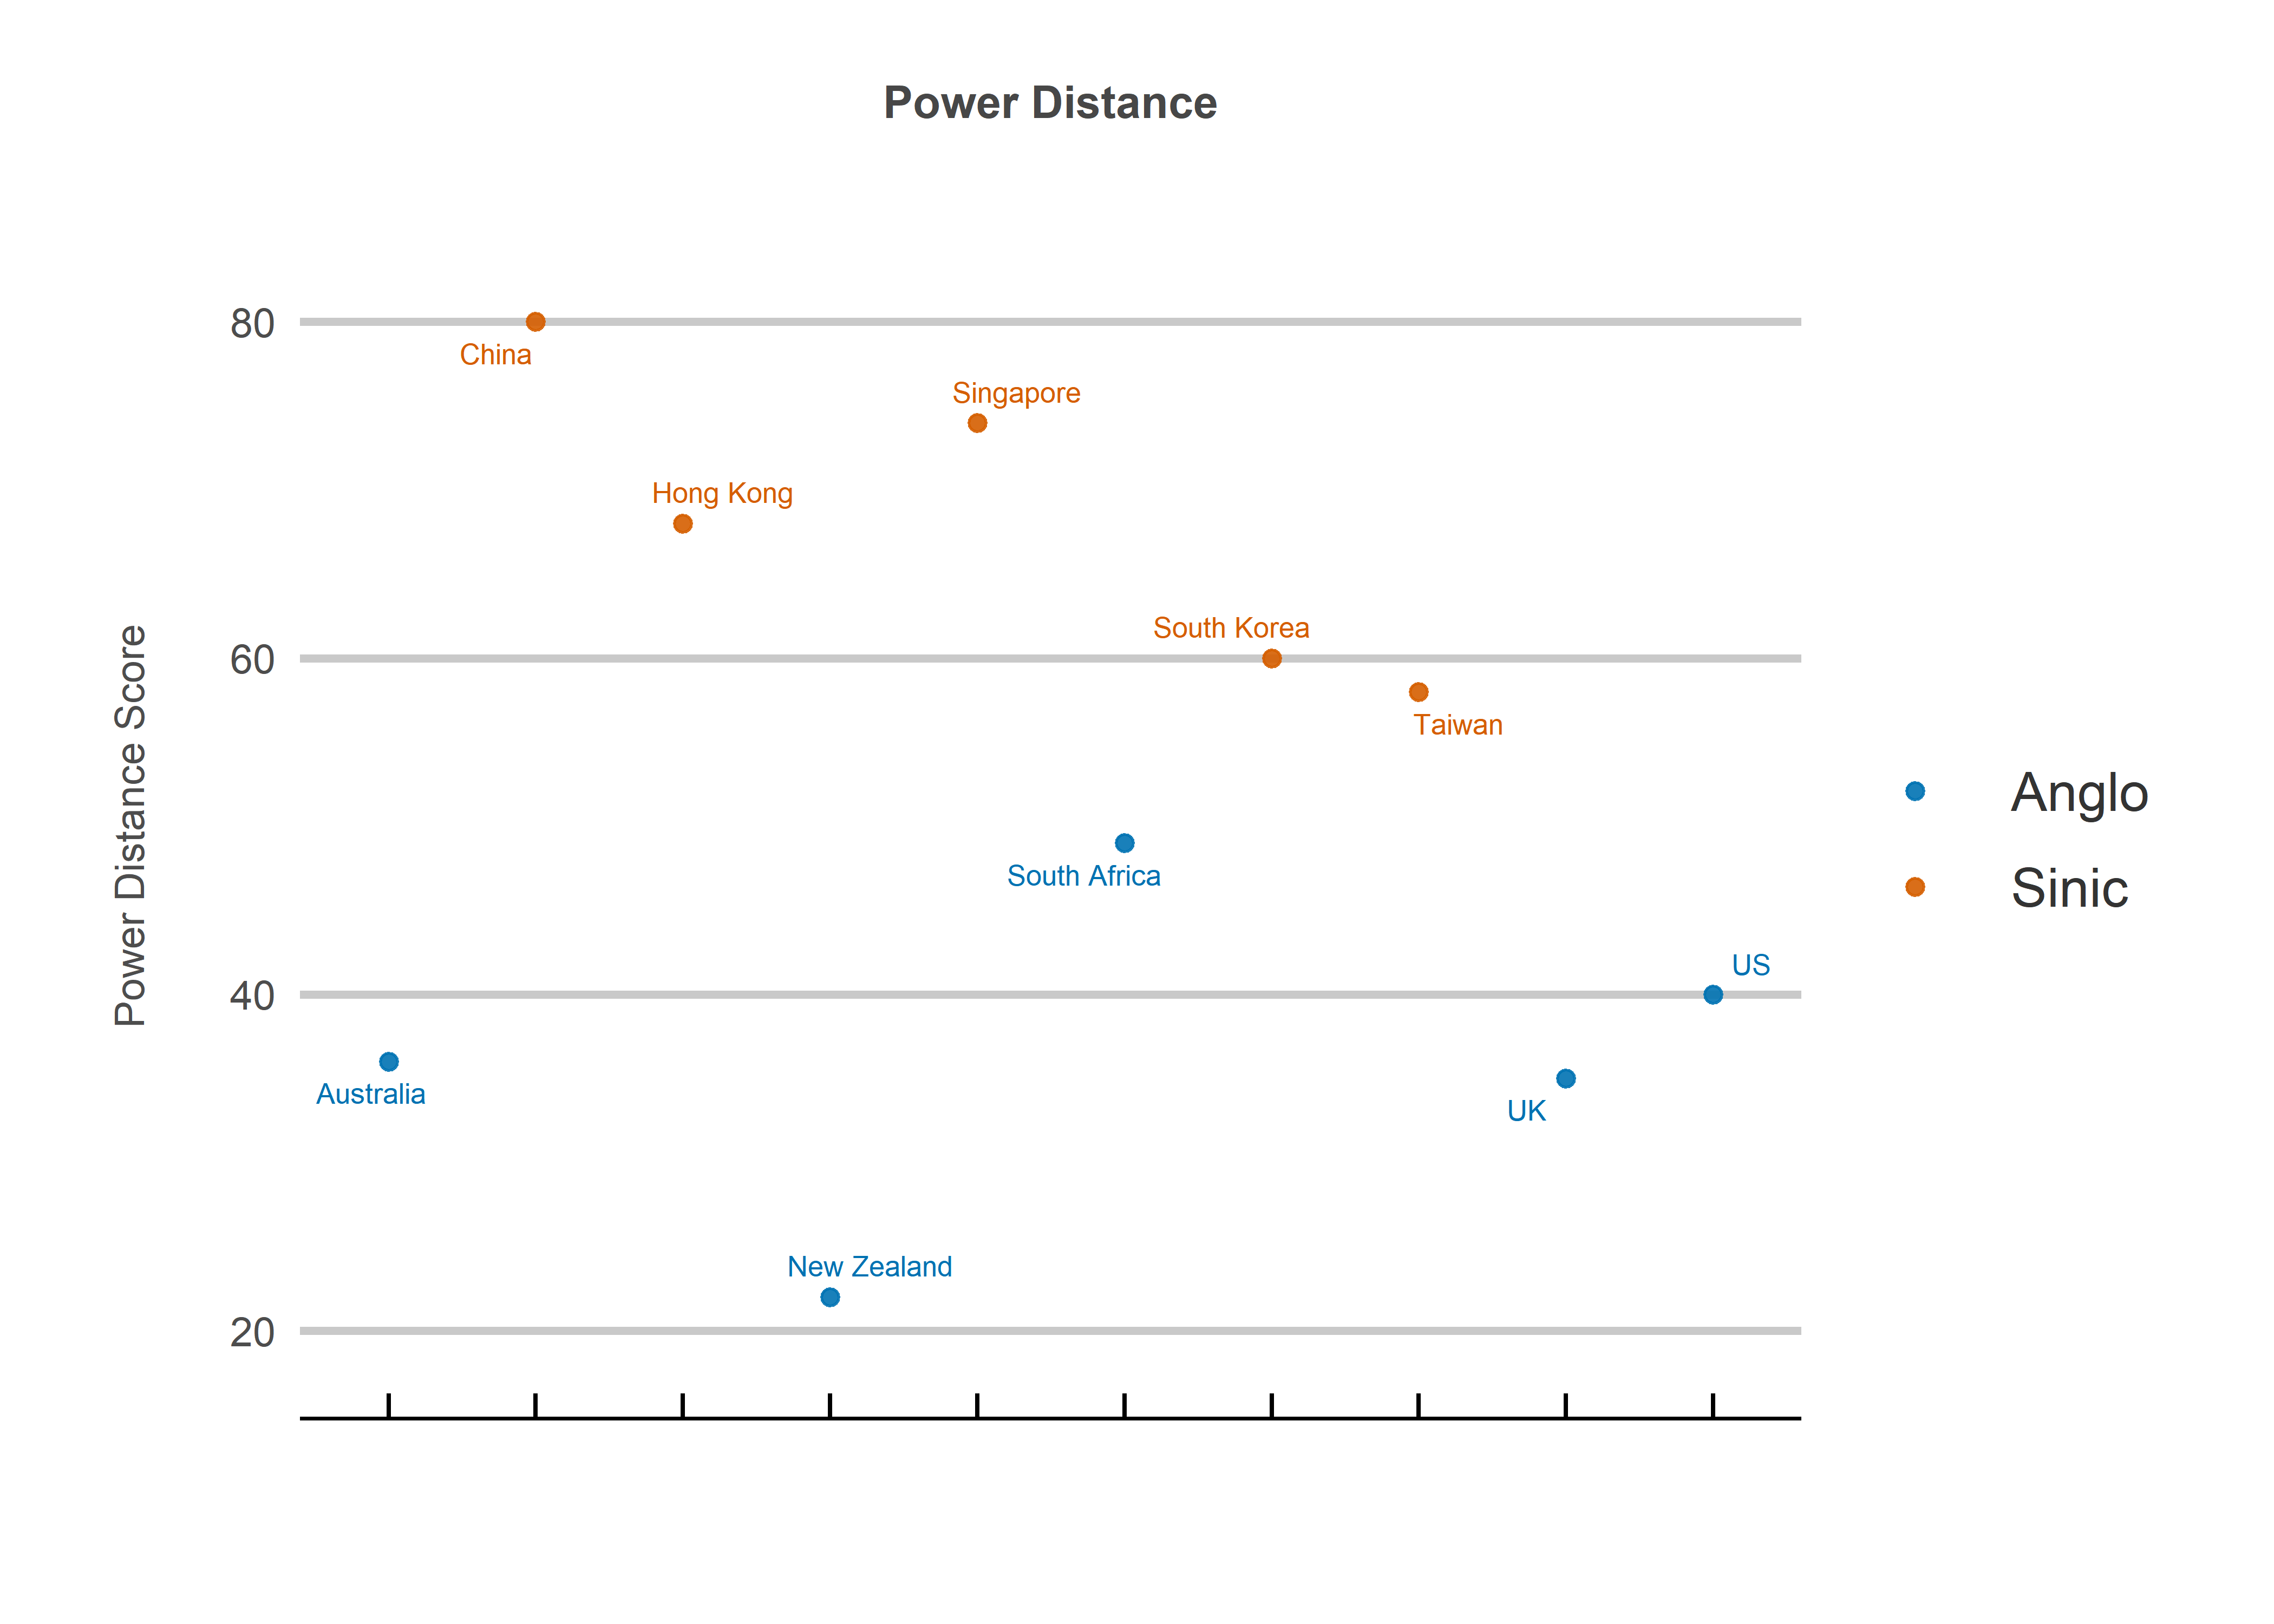 Power Distance
80
China
Singapore
Hong Kong
South Korea
60
Taiwan
Power Distance Score
Anglo
South Africa
Sinic
US
40
Australia
UK
New Zealand
20